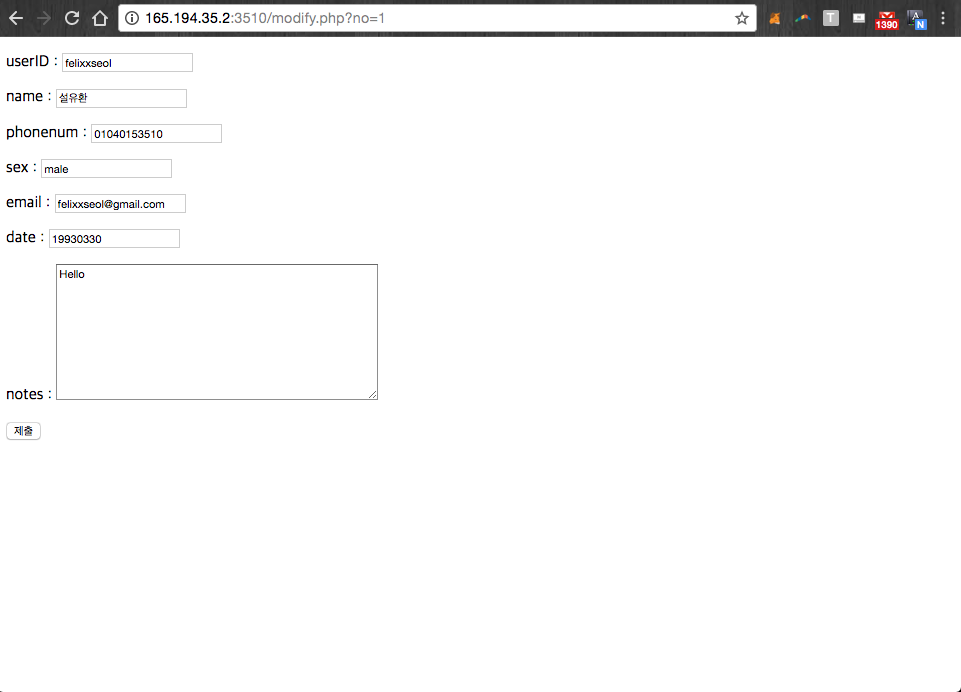 165.194.35.2:3510/modify.php?no=1
T
1390
A
N
userID : felixxseol
name : 설유환
phonenum : 01040153510
sex : male
email : felixxseol@gmail.com
date : 19930330
Hello
notes :
제출